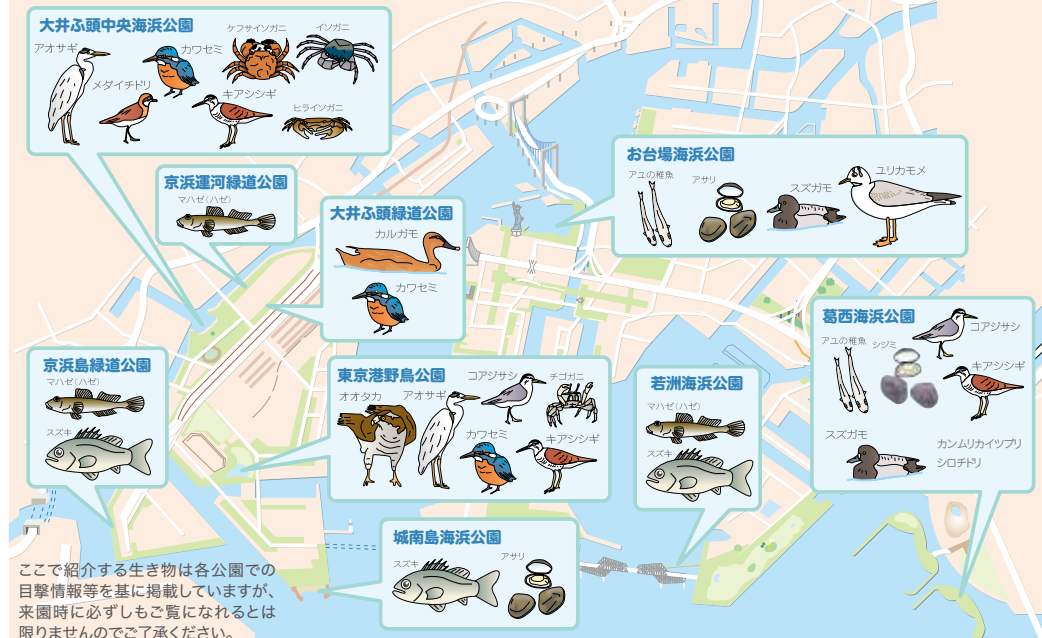 大井ふ頭中央海浜公園
アオサギ
カワセミ
ケフサイソガニ
イソガニ
メダイチドリ
キアシシギ
ヒライソガニ
京浜運河緑道公園
マハゼ(ハゼ)
大井ふ頭緑道公園
カルガモ
カワセミ
お台場海浜公園
アユの稚魚
アサリ
スズガモ
ユリカモメ
葛西海浜公園
コアジサシ
アユの稚魚
シジミ
キアシシギ
スズガモ
カンムリカイツブリ
シロチドリ
京浜島緑道公園
マハゼ(ハゼ)
スズキ
東京港野鳥公園
オオタカ
アオサギ
コアジサシ
チゴガニ
カワセミ
キアシシギ
若洲海浜公園
マハゼ(ハゼ)
スズキ
城南島海浜公園
スズキ
アサリ
ここで紹介する生き物は各公園での
目撃情報等を基に掲載していますが、
来園時に必ずしもご覧になれるとは
限りませんのでご了承ください。